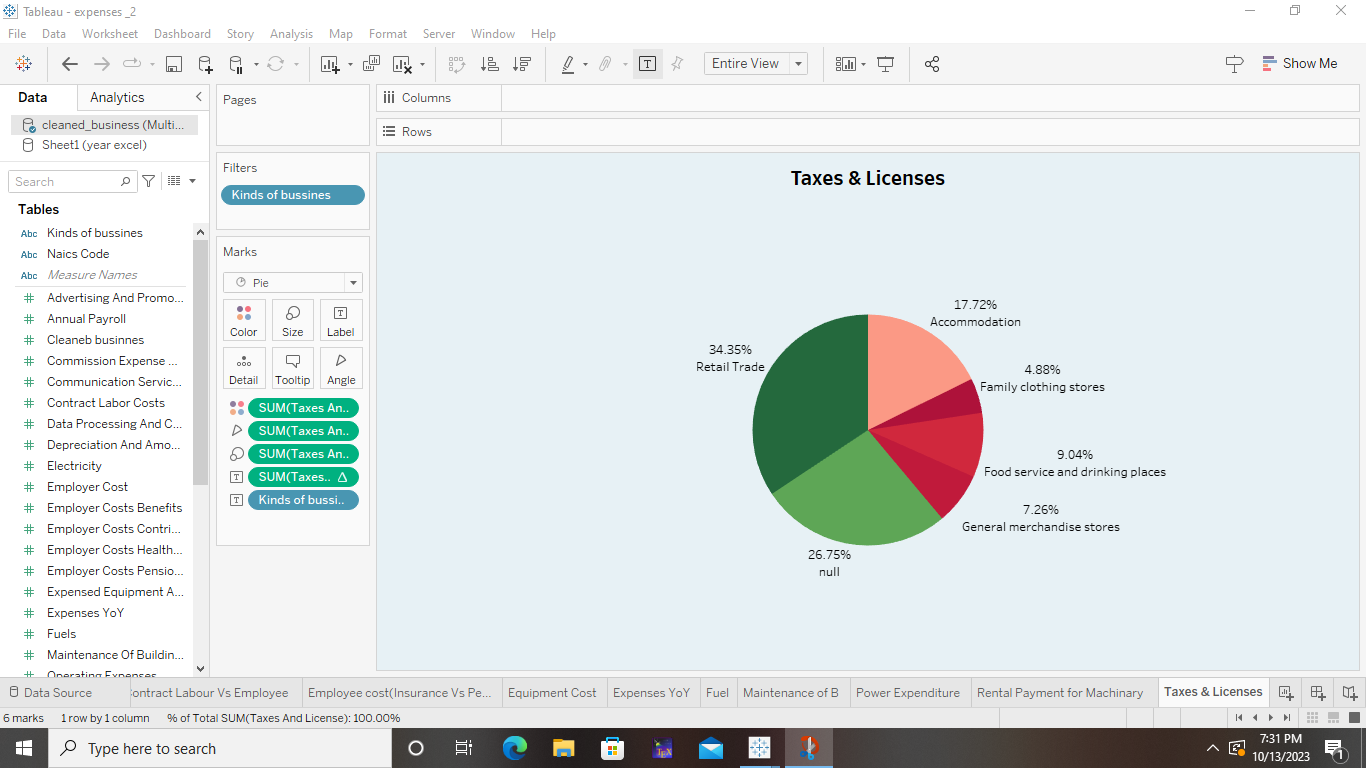 Tableau - expenses _2
File Data Worksheet Dashboard Story Analysis Map Format Server Window Help
Entire View
Show Me
Data Analytics
cleaned_business (Multi...
Sheet1 (year excel)
Search
Tables
Abc Kinds of bussines
Abc Naics Code
Abc Measure Names
Advertising And Promo...
Annual Payroll
Cleaneb businnes
Commission Expense ...
Communication Servic...
Contract Labor Costs
Data Processing And C...
Depreciation And Amo...
Electricity
Employer Cost
Employer Costs Benefits
Employer Costs Contri...
Employer Costs Health...
Employer Costs Pensio...
Expensed Equipment A...
Expenses YoY
Fuels
Maintenance Of Buildin...
Operating Expenses
Pages
Filters
Kinds of bussines
Marks
Pie
Color Size Label
Detail Tooltip Angle
SUM(Taxes An..
SUM(Taxes An..
SUM(Taxes An..
SUM(Taxes..
Kinds of bussi..
Columns
Rows
Taxes & Licenses
17.72%
Accommodation
34.35%
Retail Trade
4.88%
Family clothing stores
9.04%
Food service and drinking places
7.26%
General merchandise stores
26.75%
null
Data Source ontract Labour Vs Employee Employee cost(Insurance Vs Pe... Equipment Cost Expenses YoY Fuel Maintenance of B Power Expenditure Rental Payment for Machinary Taxes & Licenses
6 marks 1 row by 1 column % of Total SUM(Taxes And License): 100.00%
Type here to search
7:31 PM
10/13/2023
1